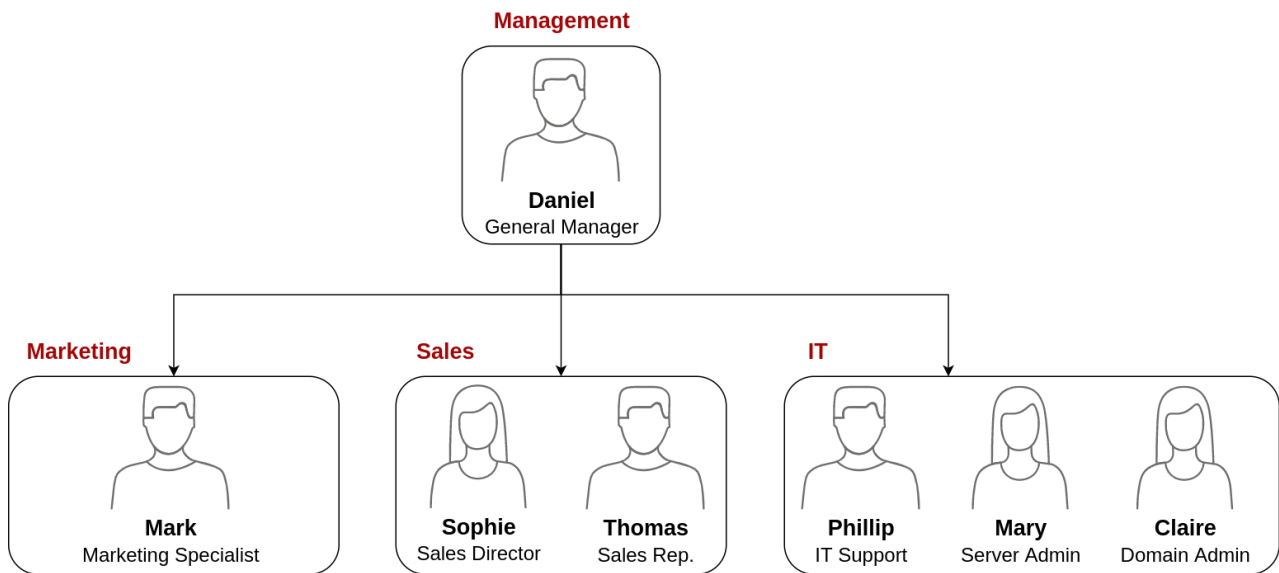 Management
Daniel
General Manager
Marketing
Sales
IT
Mark
Marketing Specialist
Sophie
Sales Director
Thomas
Sales Rep.
Phillip
IT Support
Mary
Server Admin
Claire
Domain Admin